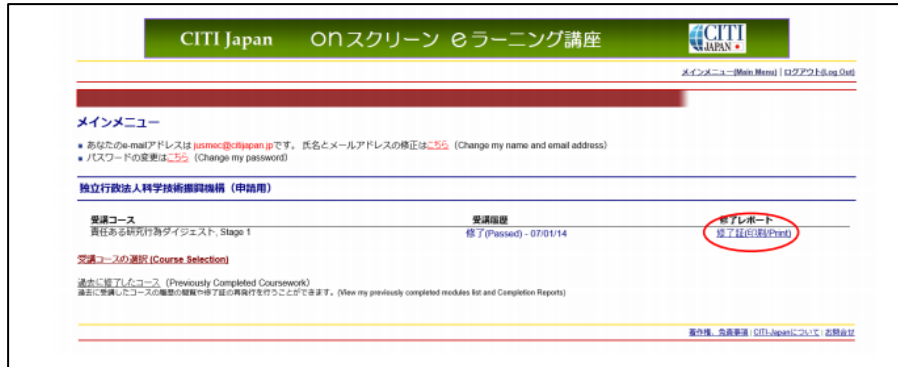 CITI Japan onスクリーン eラーニング講座 CITI JAPAN
メインメニュー(Main Menu) | ログアウト(Log Out)
メインメニュー
あなたのe-mailアドレスは jusmec@citijapan.jpです。 氏名とメールアドレスの修正はこちら (Change my name and email address)
パスワードの変更はこちら (Change my password)
独立行政法人科学技術振興機構（申請用）
受講コース 受講履歴 修了レポート
責任ある研究行為ダイジェスト, Stage 1 修了(Passed) - 07/01/14 修了証(印刷/Print)
受講コースの選択 (Course Selection)
過去に修了したコース (Previously Completed Coursework)
過去に受講したコースの履歴の閲覧や修了証の再発行を行うことができます。(View my previously completed modules list and Completion Reports)
著作権、免責事項 | CITI-Japanについて | お問合せ